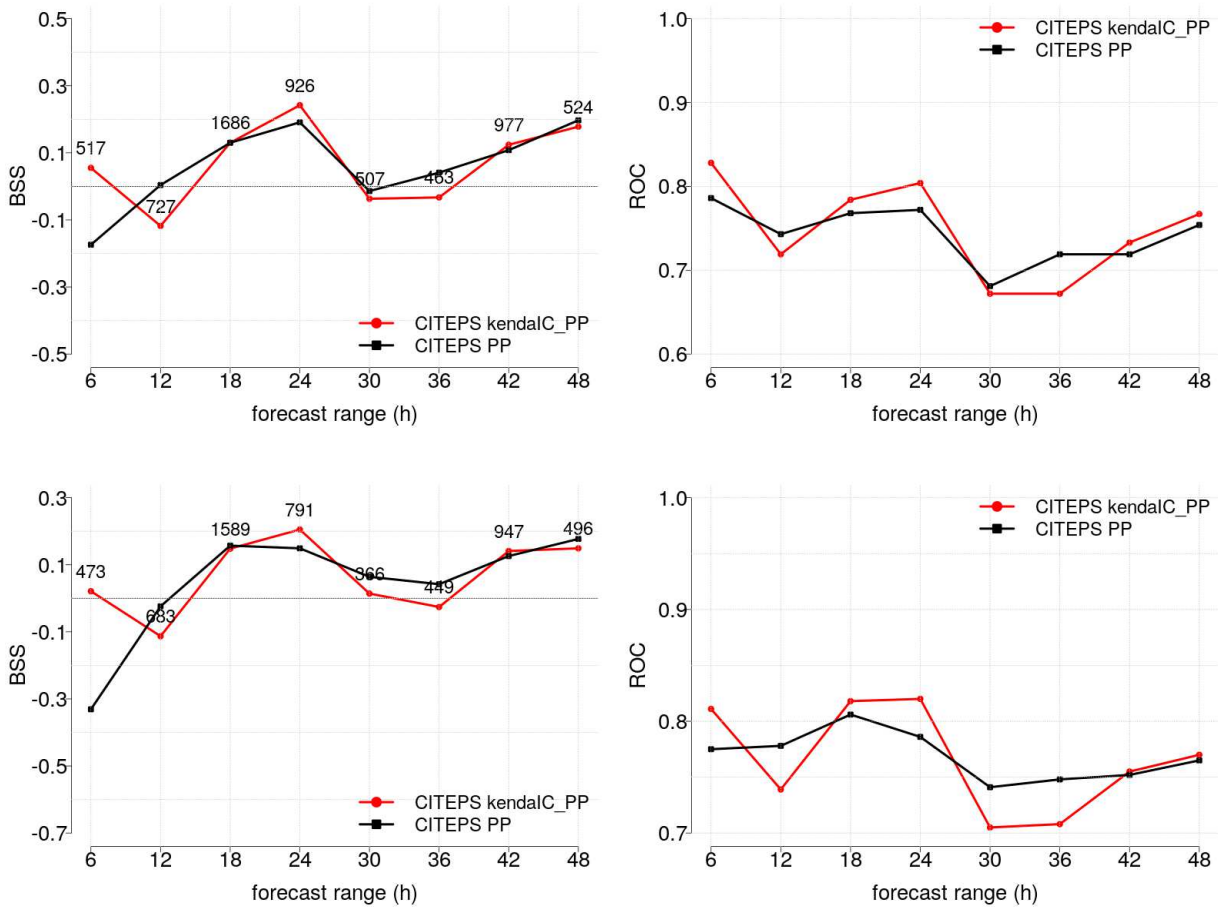 0.5
0.3
0.1
-0.1
-0.3
-0.5
BSS
517
727
1686
926
507
463
977
524
CITEPS kendaIC_PP
CITEPS PP
6 12 18 24 30 36 42 48
forecast range (h)
1.0
0.9
0.8
0.7
0.6
ROC
CITEPS kendaIC_PP
CITEPS PP
6 12 18 24 30 36 42 48
forecast range (h)
0.3
0.1
-0.1
-0.3
-0.5
-0.7
BSS
473
683
1589
791
366
449
947
496
CITEPS kendaIC_PP
CITEPS PP
6 12 18 24 30 36 42 48
forecast range (h)
1.0
0.9
0.8
0.7
ROC
CITEPS kendaIC_PP
CITEPS PP
6 12 18 24 30 36 42 48
forecast range (h)